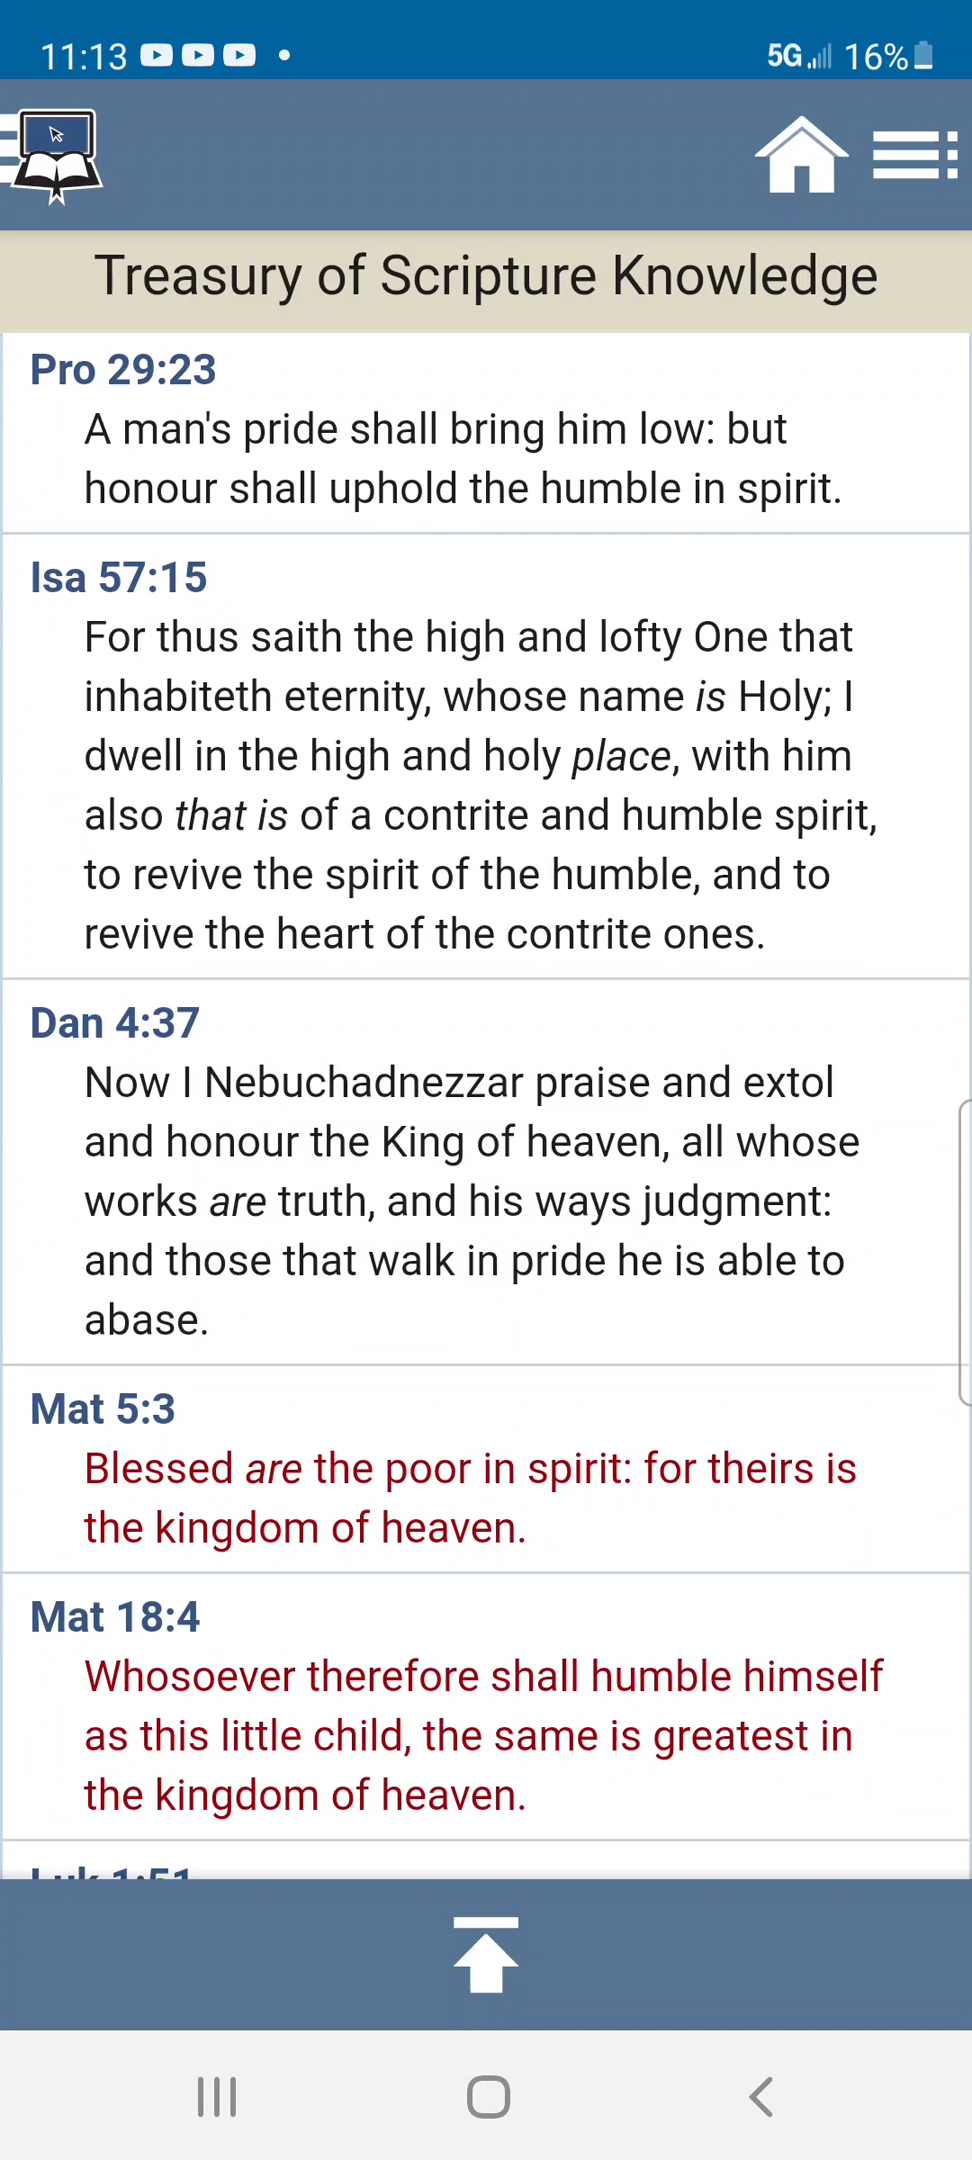 11:13
5G 16%
Treasury of Scripture Knowledge
Pro 29:23
A man's pride shall bring him low: but
honour shall uphold the humble in spirit.
Isa 57:15
For thus saith the high and lofty One that
inhabiteth eternity, whose name is Holy; I
dwell in the high and holy place, with him
also that is of a contrite and humble spirit,
to revive the spirit of the humble, and to
revive the heart of the contrite ones.
Dan 4:37
Now I Nebuchadnezzar praise and extol
and honour the King of heaven, all whose
works are truth, and his ways judgment:
and those that walk in pride he is able to
abase.
Mat 5:3
Blessed are the poor in spirit: for theirs is
the kingdom of heaven.
Mat 18:4
Whosoever therefore shall humble himself
as this little child, the same is greatest in
the kingdom of heaven.
Luk 1:51